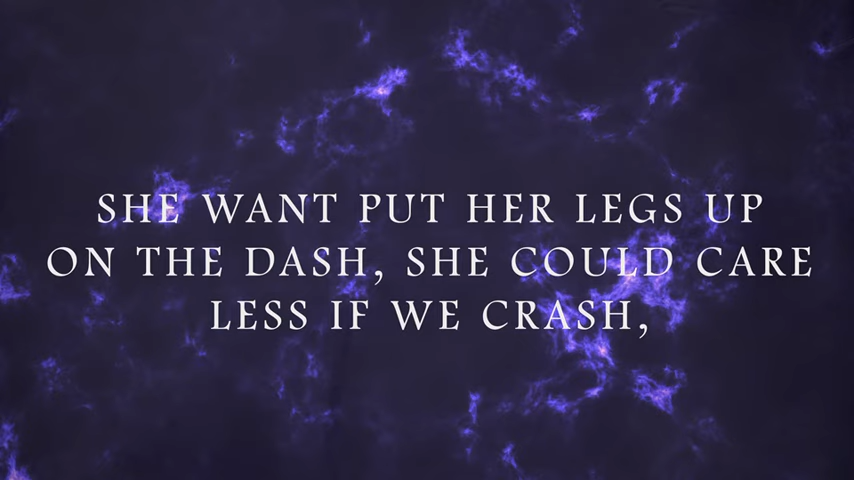 SHE WANT PUT HER LEGS UP
ON THE DASH, SHE COULD CARE
LESS IF WE CRASH,